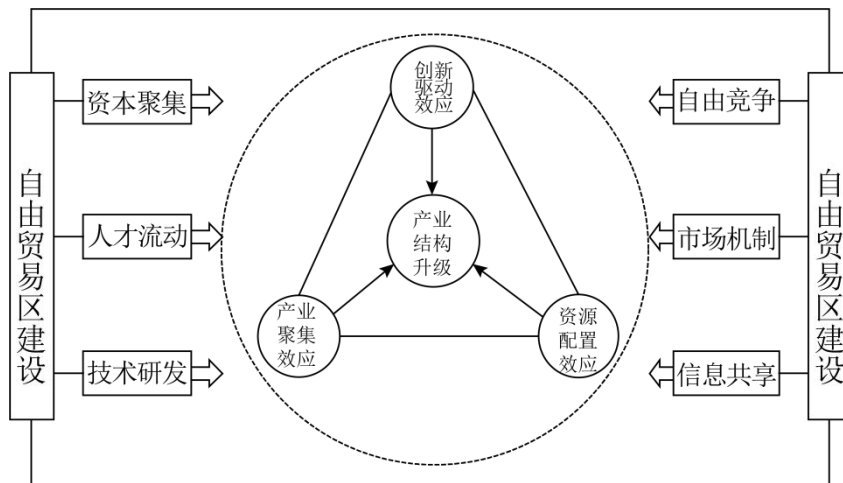 自由贸易区建设
资本聚集
人才流动
技术研发
创新
驱动
效应
产业
结构
升级
产业
聚集
效应
资源
配置
效应
自由竞争
市场机制
信息共享
自由贸易区建设